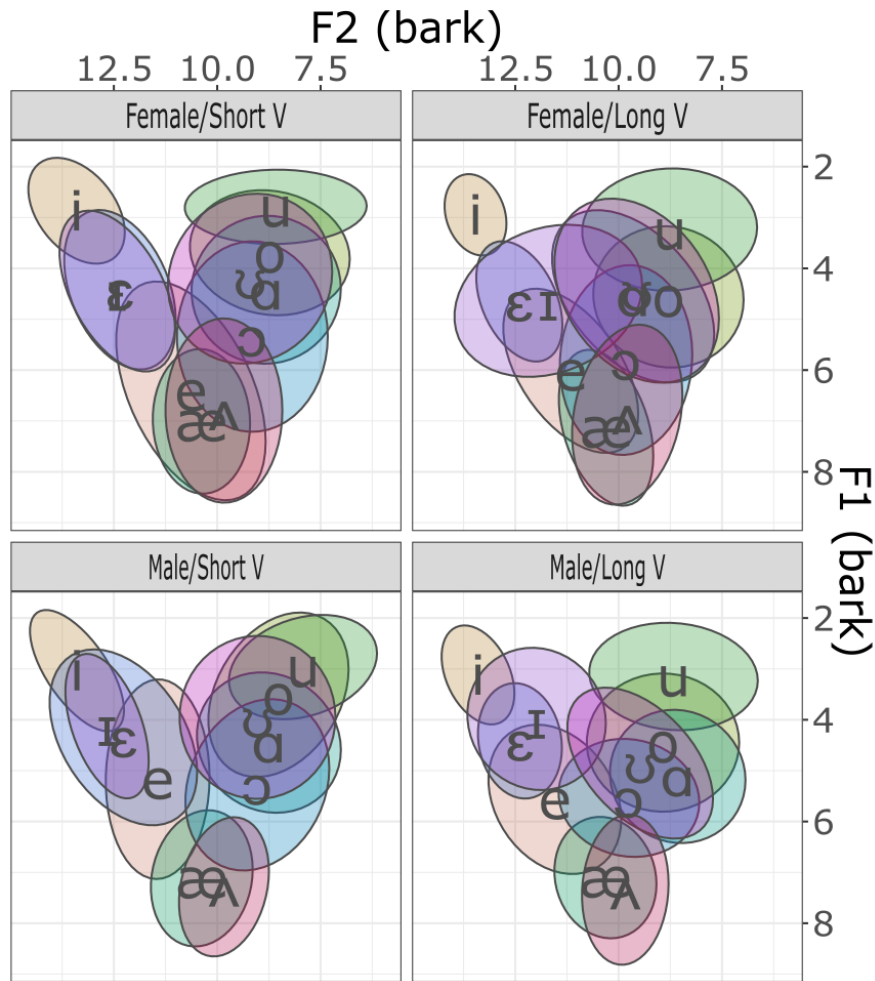 F2 (bark)
12.5 10.0 7.5 12.5 10.0 7.5
Female/Short V Female/Long V
i u ɪ ɛ o ʊ ɑ ɔ e æ ʌ
i u ɛ ɪ ʊ ɑ o ɔ e æ ʌ
2
4
6
8
F1 (bark)
Male/Short V Male/Long V
i u o ɪ ɛ ʊ ɑ e ɔ æ ʌ
i u ɪ ɛ o ʊ ɑ e ɔ æ ʌ
2
4
6
8